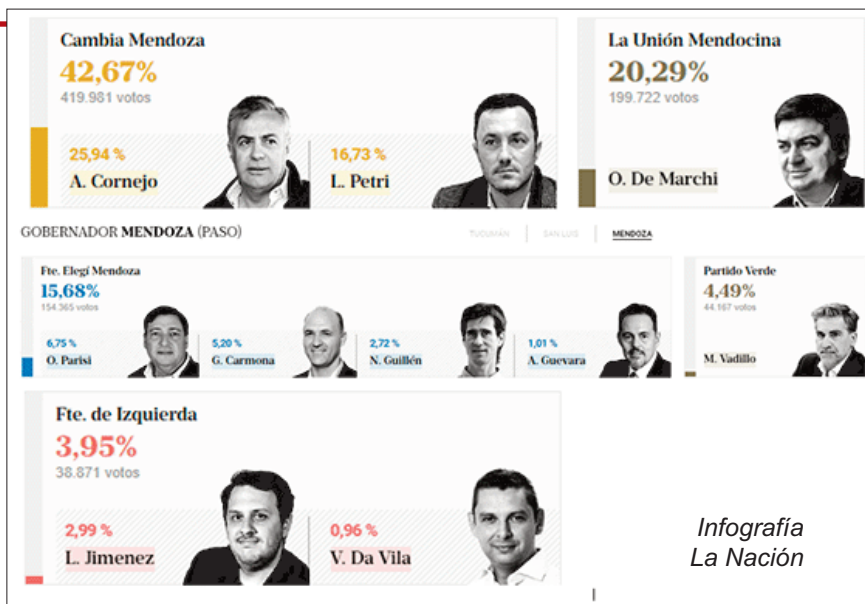 Cambia Mendoza
42,67%
419.981 votos
25,94 %
A. Cornejo
16,73 %
L. Petri
La Unión Mendocina
20,29%
199.722 votos
O. De Marchi
GOBERNADOR MENDOZA (PASO)
TUCUMÁN
SAN LUIS
MENDOZA
Fte. Elegí Mendoza
15,68%
154.365 votos
6,75 %
O. Parisi
5,20 %
G. Carmona
2,72 %
N. Guillén
1,01 %
A. Guevara
Partido Verde
4,49%
44.167 votos
M. Vadillo
Fte. de Izquierda
3,95%
38.871 votos
2,99 %
L. Jimenez
0,96 %
V. Da Vila
Infografía
La Nación